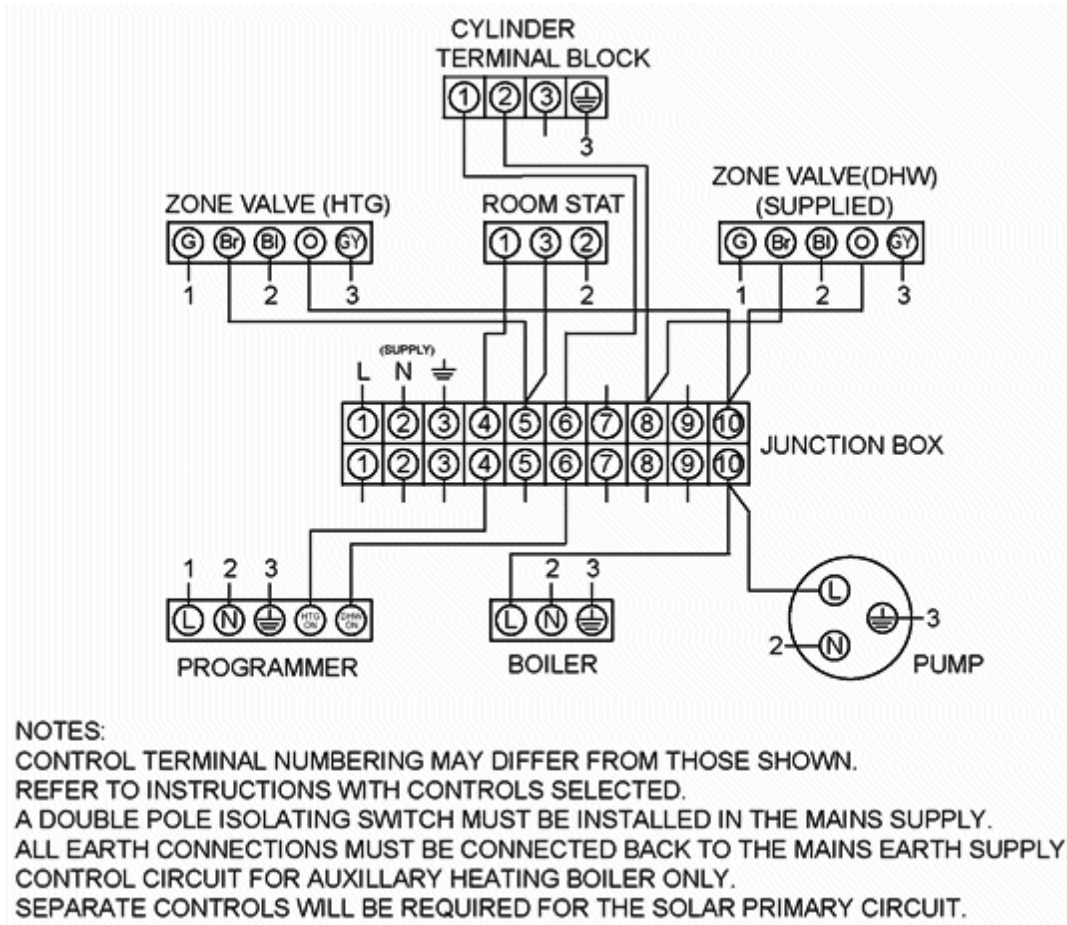 CYLINDER
TERMINAL BLOCK
1 2 3
3
ZONE VALVE (HTG)
G Br Bl O GY
1 2 3
ROOM STAT
1 3 2
2
ZONE VALVE(DHW)
(SUPPLIED)
G Br Bl O GY
1 2 3
(SUPPLY)
L N
1 2 3 4 5 6 7 8 9 10
1 2 3 4 5 6 7 8 9 10
JUNCTION BOX
1 2 3
L N HTG ON DHW ON
PROGRAMMER
2 3
L N
BOILER
L
3
2 N
PUMP
NOTES:
CONTROL TERMINAL NUMBERING MAY DIFFER FROM THOSE SHOWN.
REFER TO INSTRUCTIONS WITH CONTROLS SELECTED.
A DOUBLE POLE ISOLATING SWITCH MUST BE INSTALLED IN THE MAINS SUPPLY.
ALL EARTH CONNECTIONS MUST BE CONNECTED BACK TO THE MAINS EARTH SUPPLY
CONTROL CIRCUIT FOR AUXILLARY HEATING BOILER ONLY.
SEPARATE CONTROLS WILL BE REQUIRED FOR THE SOLAR PRIMARY CIRCUIT.